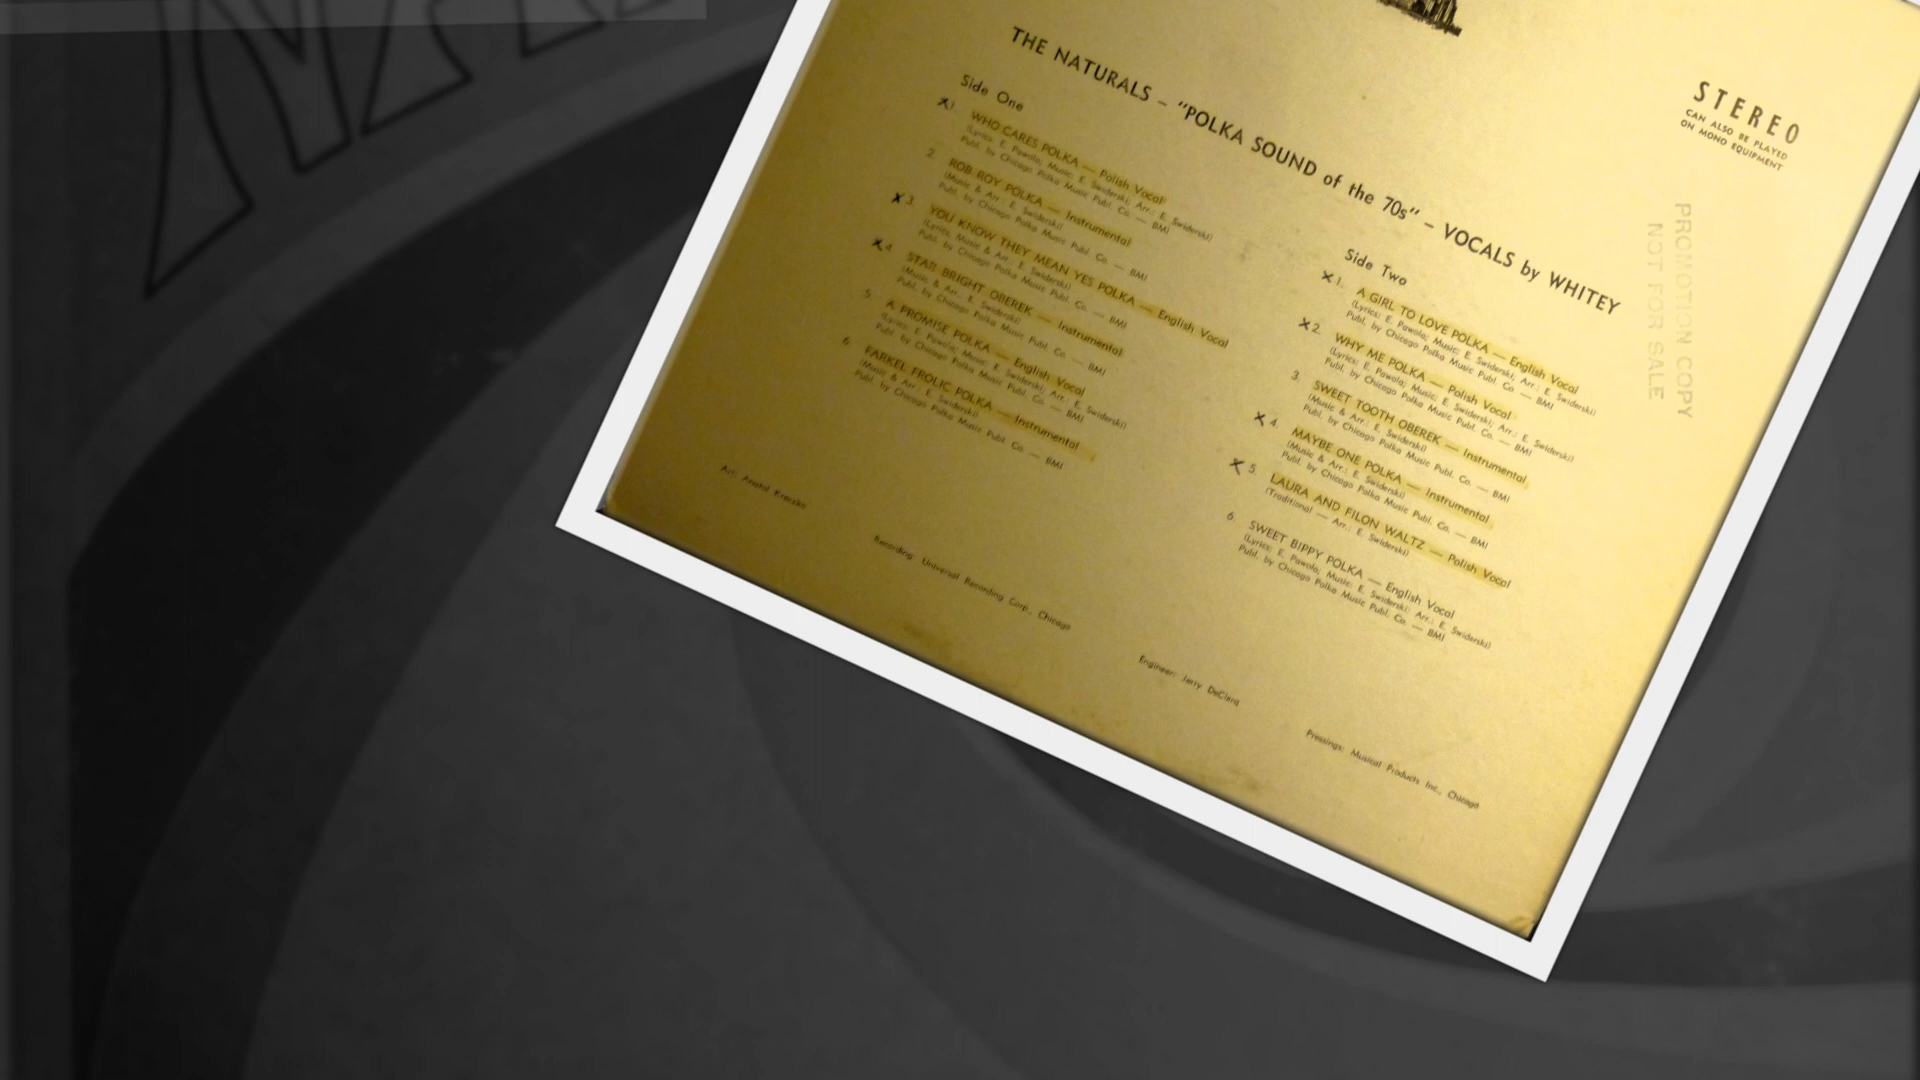 THE NATURALS – "POLKA SOUND of the 70s" – VOCALS by WHITEY
STEREO
CAN ALSO BE PLAYED
ON MONO EQUIPMENT
PROMOTION COPY
NOT FOR SALE
Side One
X 1. WHO CARES POLKA — Polish Vocal
(Lyrics: E. Pawola; Music: E. Swiderski; Arr.: E. Swiderski)
Publ. by Chicago Polka Music Publ. Co. — BMI
2. ROB ROY POLKA — Instrumental
(Music & Arr.: E. Swiderski)
Publ. by Chicago Polka Music Publ. Co. — BMI
X 3. YOU KNOW THEY MEAN YES POLKA — English Vocal
(Lyrics, Music & Arr.: E. Swiderski)
Publ. by Chicago Polka Music Publ. Co. — BMI
X 4. STAR BRIGHT OBEREK — Instrumental
(Music & Arr.: E. Swiderski)
Publ. by Chicago Polka Music Publ. Co. — BMI
5. A PROMISE POLKA — English Vocal
(Lyrics: E. Pawola; Music: E. Swiderski; Arr.: E. Swiderski)
Publ. by Chicago Polka Music Publ. Co. — BMI
6. FARKEL FROLIC POLKA — Instrumental
(Music & Arr.: E. Swiderski)
Publ. by Chicago Polka Music Publ. Co. — BMI
Side Two
X 1. A GIRL TO LOVE POLKA — English Vocal
(Lyrics: E. Pawola; Music: E. Swiderski; Arr.: E. Swiderski)
Publ. by Chicago Polka Music Publ. Co. — BMI
X 2. WHY ME POLKA — Polish Vocal
(Lyrics: E. Pawola; Music: E. Swiderski; Arr.: E. Swiderski)
Publ. by Chicago Polka Music Publ. Co. — BMI
3. SWEET TOOTH OBEREK — Instrumental
(Music & Arr.: E. Swiderski)
Publ. by Chicago Polka Music Publ. Co. — BMI
X 4. MAYBE ONE POLKA — Instrumental
(Music & Arr.: E. Swiderski)
Publ. by Chicago Polka Music Publ. Co. — BMI
X 5. LAURA AND FILON WALTZ — Polish Vocal
(Traditional — Arr.: E. Swiderski)
6. SWEET BIPPY POLKA — English Vocal
(Lyrics: E. Pawola; Music: E. Swiderski; Arr.: E. Swiderski)
Publ. by Chicago Polka Music Publ. Co. — BMI
Art: Anatol Kreczko
Recording: Universal Recording Corp., Chicago
Engineer: Jerry DeClerd
Pressings: Musical Products Inc., Chicago